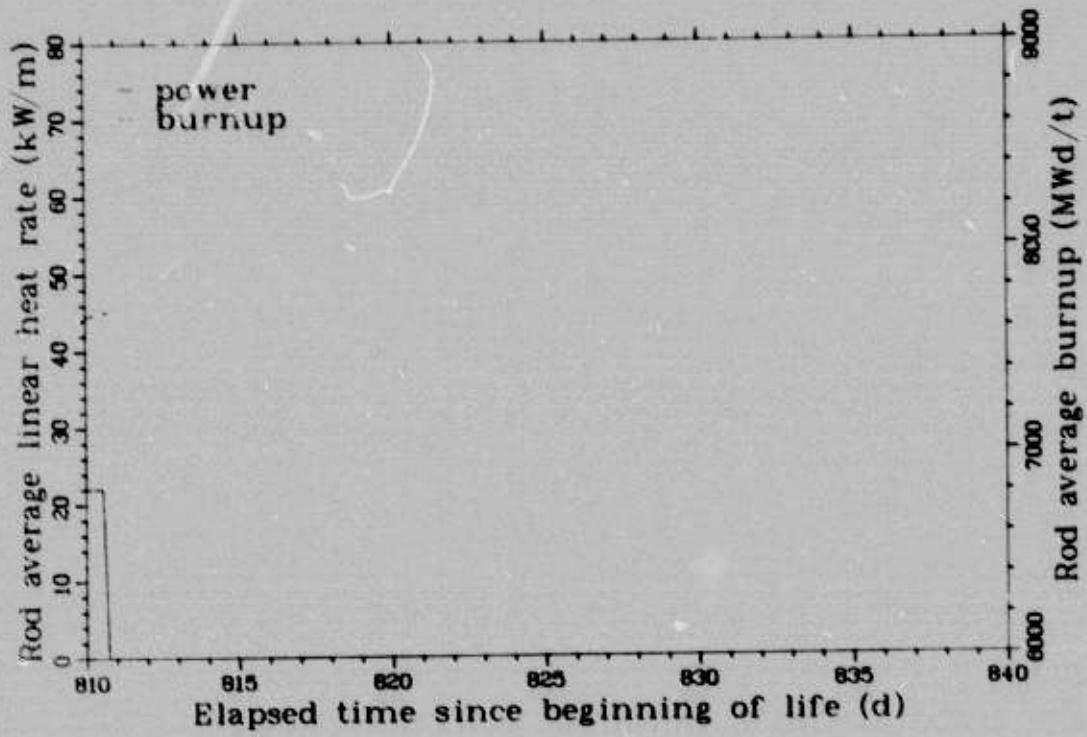 Rod average linear heat rate (kW/m)
80
70
60
50
40
30
20
10
0
power
burnup
9000
8000
7000
6000
Rod average burnup (MWd/t)
810 815 820 825 830 835 840
Elapsed time since beginning of life (d)